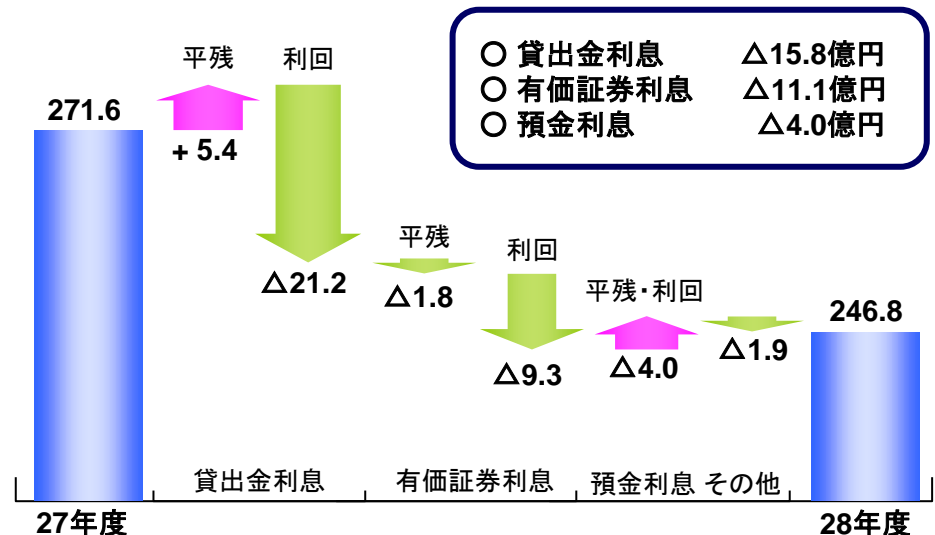 ○ 貸出金利息 △15.8億円
○ 有価証券利息 △11.1億円
○ 預金利息 △4.0億円
平残 利回
271.6
+ 5.4
△21.2
平残
△1.8
利回
△9.3
平残・利回
△4.0
△1.9
246.8
貸出金利息 有価証券利息 預金利息 その他
27年度 28年度